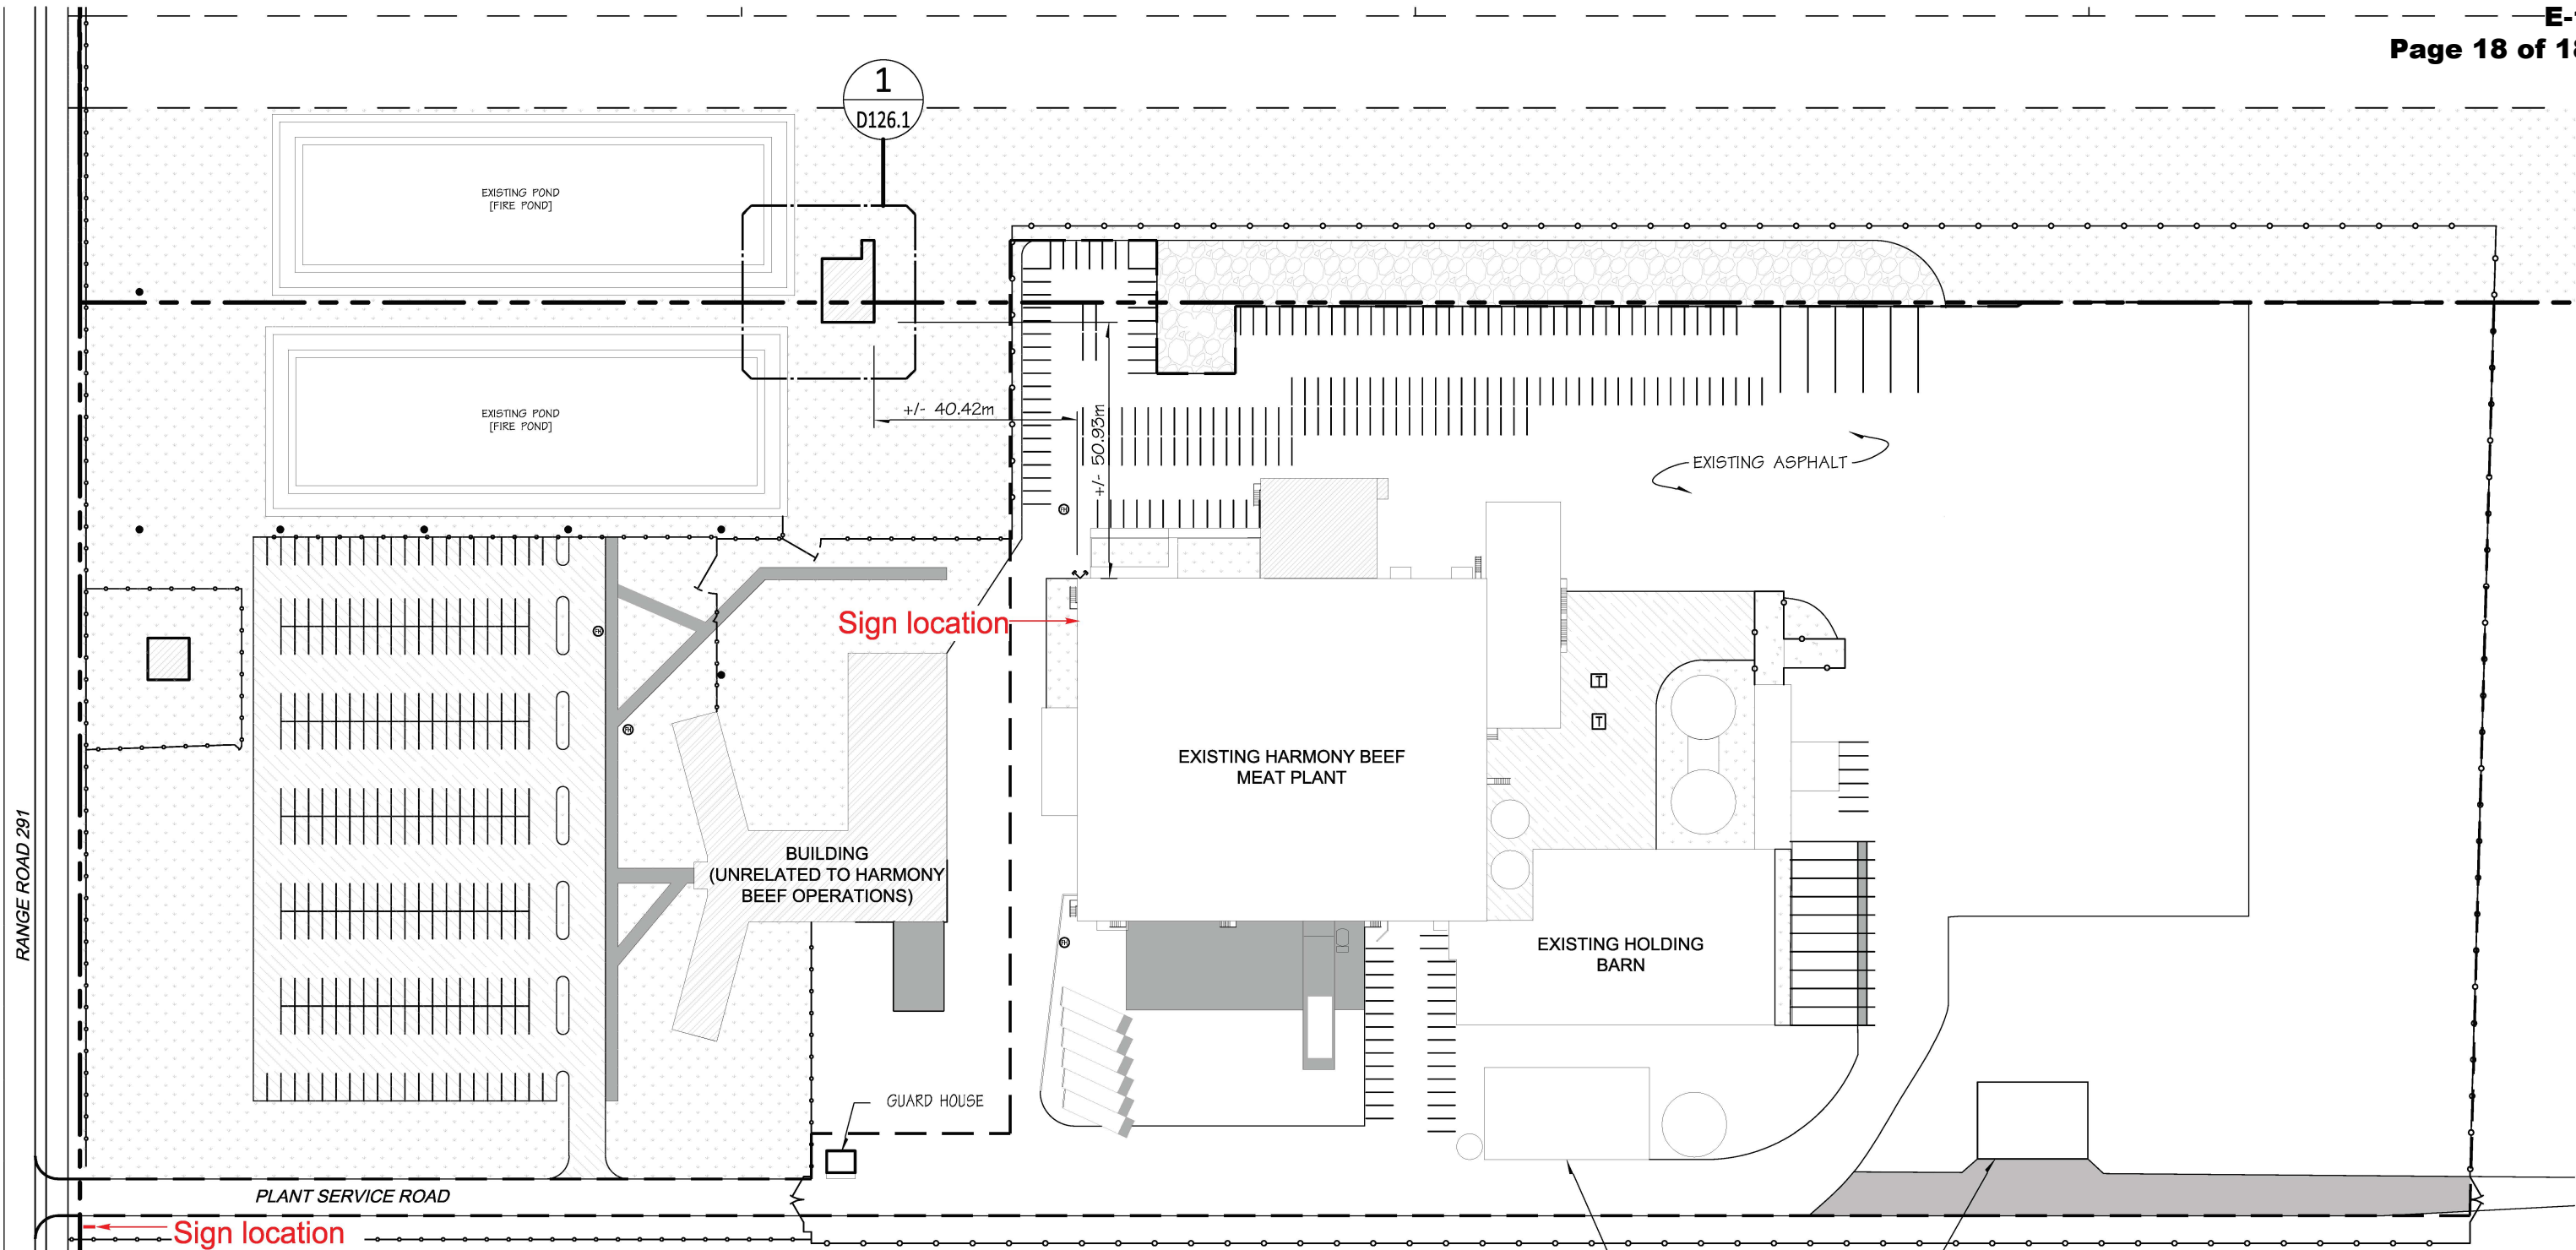 E-
Page 18 of 18
1
D126.1
EXISTING POND
[FIRE POND]
EXISTING POND
[FIRE POND]
+/- 40.42m
+/- 50.93m
EXISTING ASPHALT
Sign location
EXISTING HARMONY BEEF
MEAT PLANT
T
T
BUILDING
(UNRELATED TO HARMONY
BEEF OPERATIONS)
EXISTING HOLDING
BARN
RANGE ROAD 291
GUARD HOUSE
PLANT SERVICE ROAD
Sign location